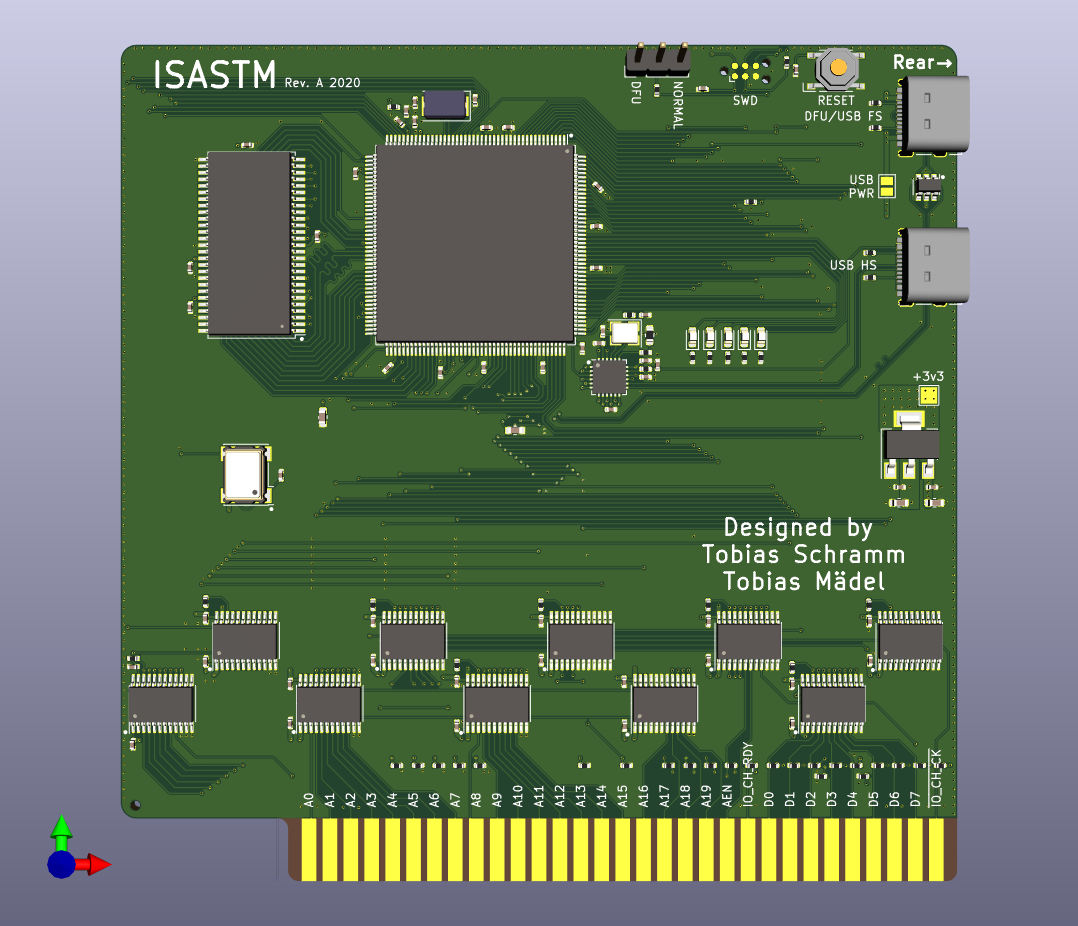 ISASTM Rev. A 2020
DFU
NORMAL
SWD
RESET
DFU/USB FS
Rear→
USB
PWR
USB HS
+3v3
Designed by
Tobias Schramm
Tobias Mädel
A0
A1
A2
A3
A4
A5
A6
A7
A8
A9
A10
A11
A12
A13
A14
A15
A16
A17
A18
A19
AEN
IO_CH_RDY
D0
D1
D2
D3
D4
D5
D6
D7
IO_CH_CK